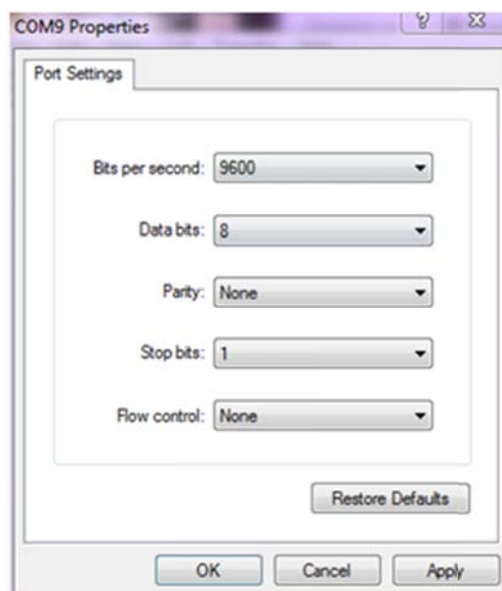 COM9 Properties
?
Port Settings
Bits per second: 9600
Data bits: 8
Parity: None
Stop bits: 1
Flow control: None
Restore Defaults
OK Cancel Apply